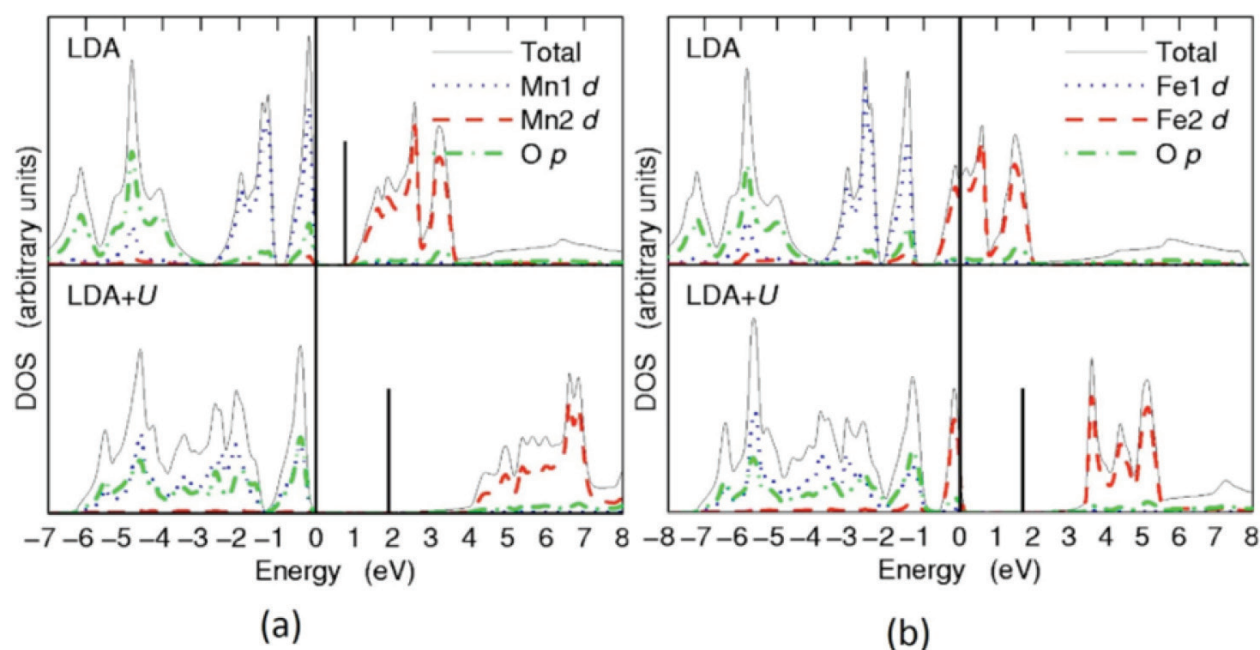 LDA
Total
Mn1 d
Mn2 d
O p
LDA+U
DOS (arbitrary units)
−7 −6 −5 −4 −3 −2 −1 0 1 2 3 4 5 6 7 8
Energy (eV)
(a)
LDA
Total
Fe1 d
Fe2 d
O p
LDA+U
DOS (arbitrary units)
−8 −7 −6 −5 −4 −3 −2 −1 0 1 2 3 4 5 6 7 8
Energy (eV)
(b)